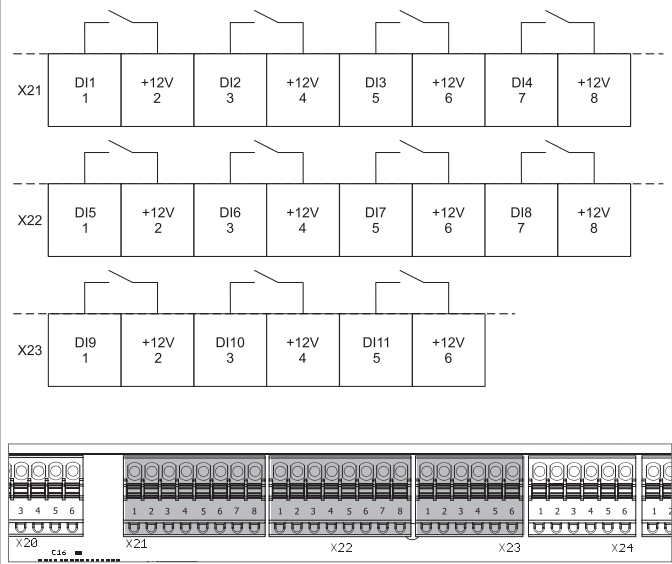 X21 DI1 +12V DI2 +12V DI3 +12V DI4 +12V
1 2 3 4 5 6 7 8
X22 DI5 +12V DI6 +12V DI7 +12V DI8 +12V
1 2 3 4 5 6 7 8
X23 DI9 +12V DI10 +12V DI11 +12V
1 2 3 4 5 6
3 4 5 6 1 2 3 4 5 6 7 8 1 2 3 4 5 6 7 8 1 2 3 4 5 6 1 2 3 4 5 6 1 2
X20 X21 X22 X23 X24
C16